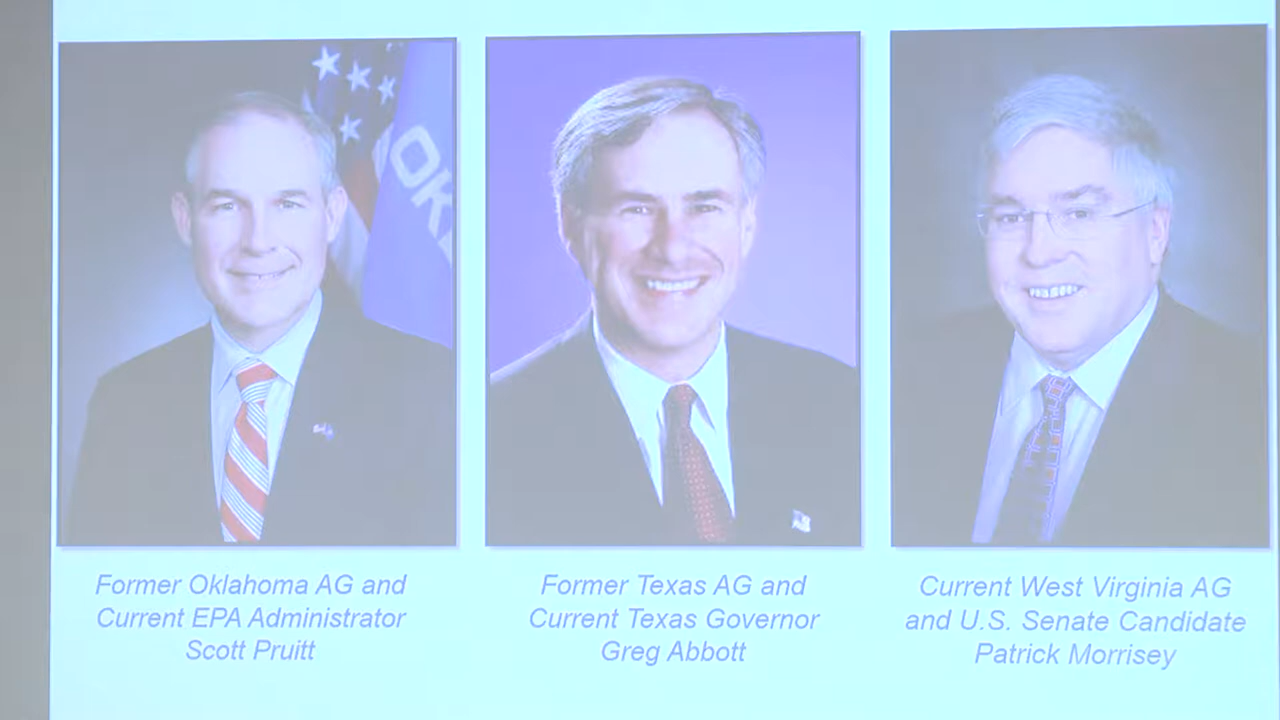 OK
Former Oklahoma AG and
Current EPA Administrator
Scott Pruitt
Former Texas AG and
Current Texas Governor
Greg Abbott
Current West Virginia AG
and U.S. Senate Candidate
Patrick Morrisey